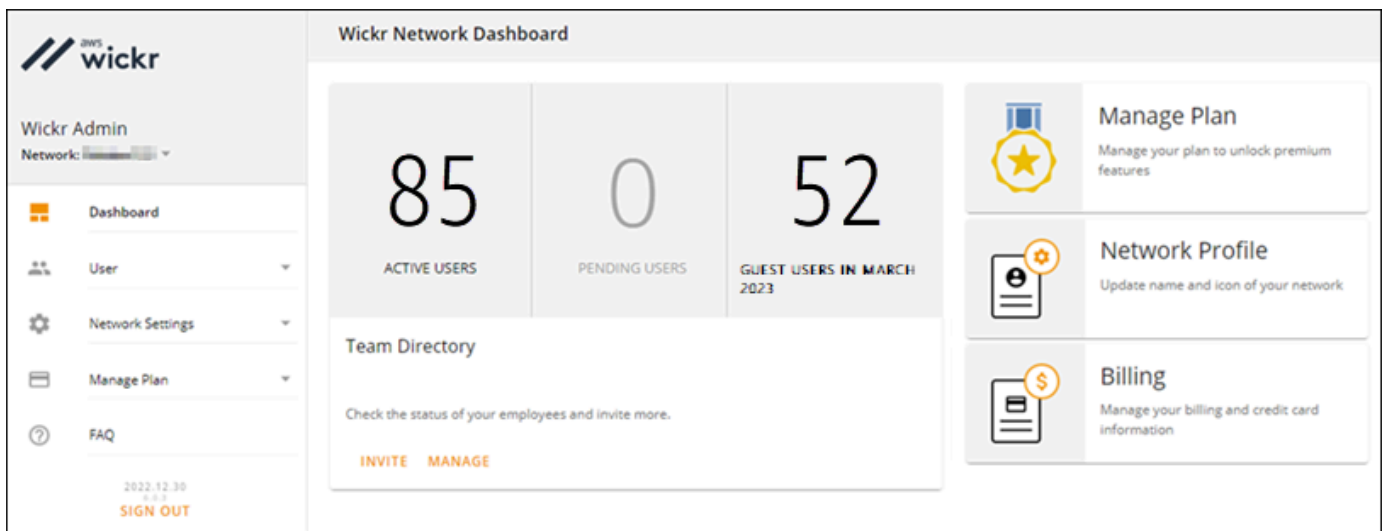 aws
wickr
Wickr Admin
Network:
Dashboard
User
Network Settings
Manage Plan
FAQ
2022.12.30
SIGN OUT
Wickr Network Dashboard
85
ACTIVE USERS
0
PENDING USERS
52
GUEST USERS IN MARCH
2023
Team Directory
Check the status of your employees and invite more.
INVITE MANAGE
Manage Plan
Manage your plan to unlock premium
features
Network Profile
Update name and icon of your network
$
Billing
Manage your billing and credit card
information